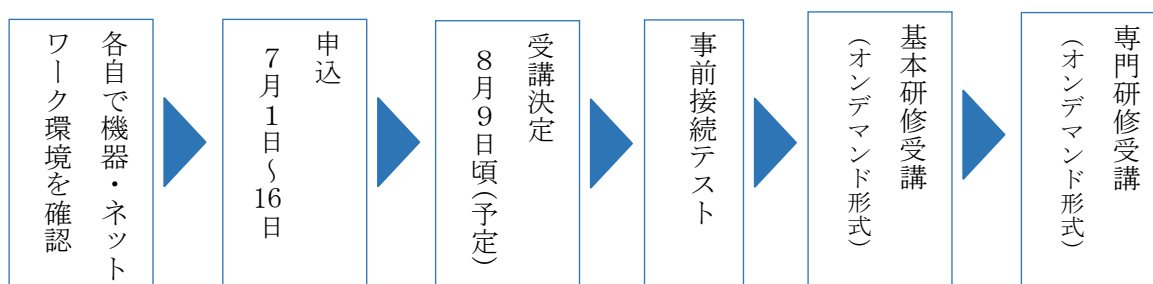 各自で機器・ネット
ワーク環境を確認
申込
7月1日～16日
受講決定
8月9日頃(予定)
事前接続テスト
基本研修受講
(オンデマンド形式)
専門研修受講
(オンデマンド形式)